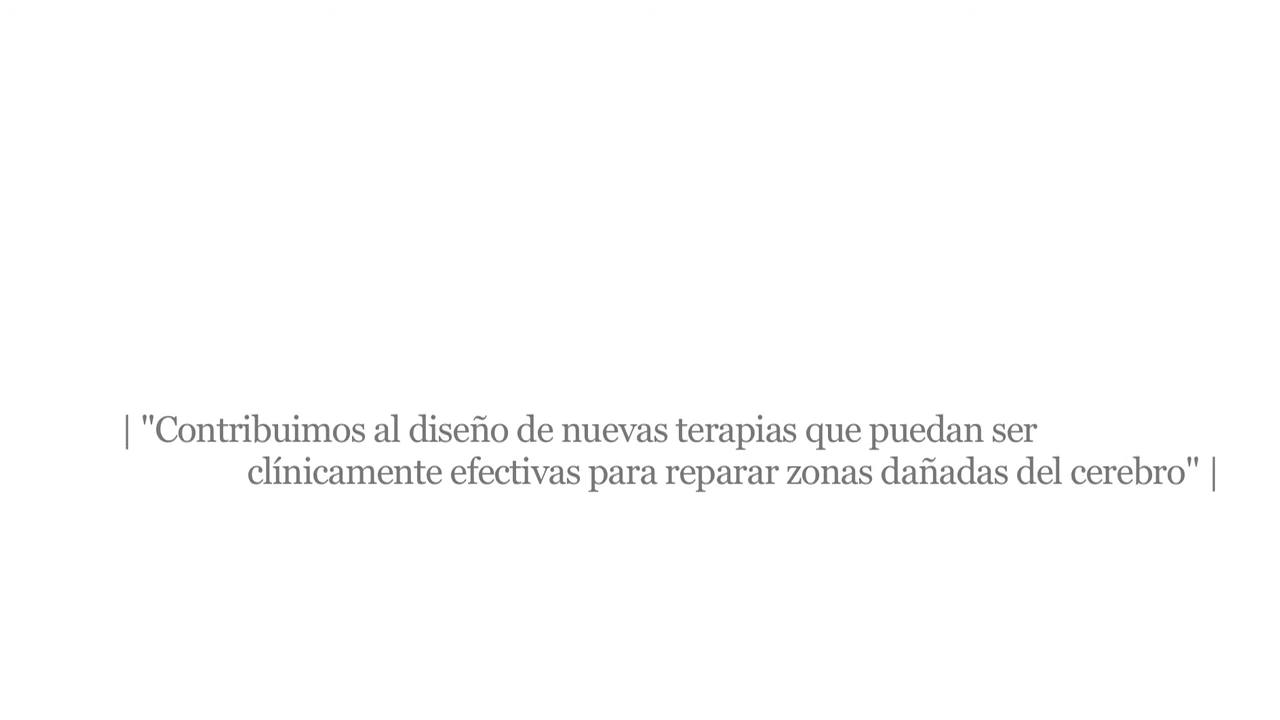 | "Contribuimos al diseño de nuevas terapias que puedan ser
clínicamente efectivas para reparar zonas dañadas del cerebro" |